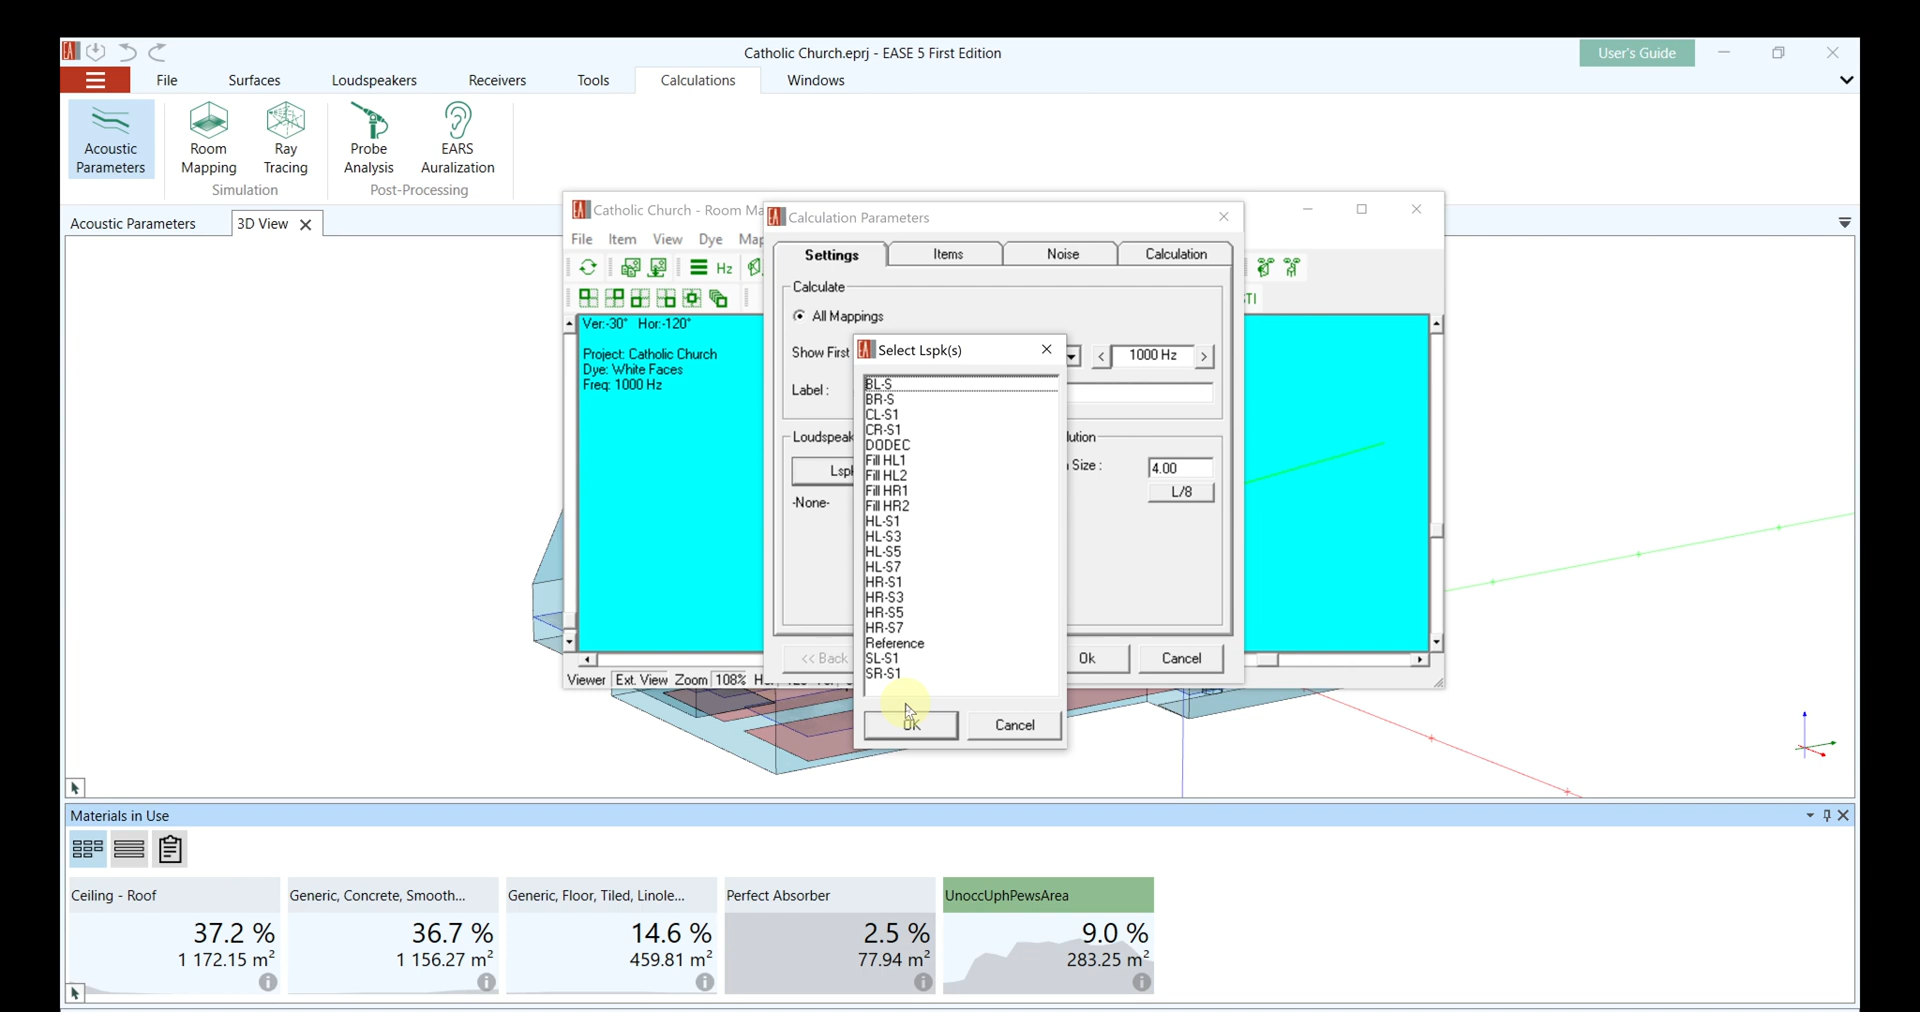 Catholic Church.eprj - EASE 5 First Edition
User's Guide
File Surfaces Loudspeakers Receivers Tools Calculations Windows
Acoustic Parameters
Room Mapping
Ray Tracing
Probe Analysis
EARS Auralization
Simulation
Post-Processing
Acoustic Parameters
3D View
Catholic Church - Room Ma
File Item View Dye Map
Hz
Ver:-30° Hor:-120°
Project: Catholic Church
Dye: White Faces
Freq: 1000 Hz
Viewer Ext. View Zoom 108%
Calculation Parameters
Settings Items Noise Calculation
Calculate
All Mappings
Show First
1000 Hz
Label :
Loudspeak
Lspk
-None-
lution
Size :
4.00
L/8
<< Back
Ok
Cancel
Select Lspk(s)
BL-S
BR-S
CL-S1
CR-S1
DODEC
Fill HL1
Fill HL2
Fill HR1
Fill HR2
HL-S1
HL-S3
HL-S5
HL-S7
HR-S1
HR-S3
HR-S5
HR-S7
Reference
SL-S1
SR-S1
OK
Cancel
Materials in Use
Ceiling - Roof
37.2 %
1 172.15 m²
Generic, Concrete, Smooth...
36.7 %
1 156.27 m²
Generic, Floor, Tiled, Linole...
14.6 %
459.81 m²
Perfect Absorber
2.5 %
77.94 m²
UnoccUphPewsArea
9.0 %
283.25 m²